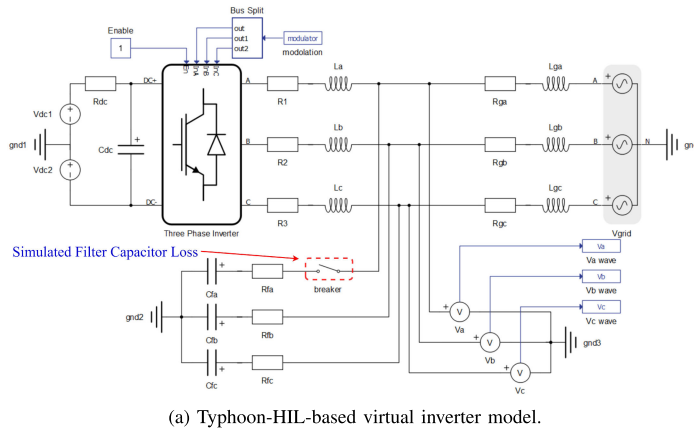 Bus Split
Enable
1
out
out1
out2
modulator
modolation
En
InA
InB
InC
La
Lga
DC+
A
A
Rdc
R1
Rga
Vdc1
Lb
Lgb
gnd1
Cdc
B
B
N
gn
R2
Rgb
Vdc2
Lc
Lgc
DC-
C
C
R3
Rgc
Three Phase Inverter
Vgrid
Simulated Filter Capacitor Loss
Va
Va wave
Cfa
Rfa
breaker
Vb
Vb wave
gnd2
V
Va
Vc
Vc wave
Cfb
Rfb
V
Vb
gnd3
Cfc
Rfc
V
Vc
(a) Typhoon-HIL-based virtual inverter model.